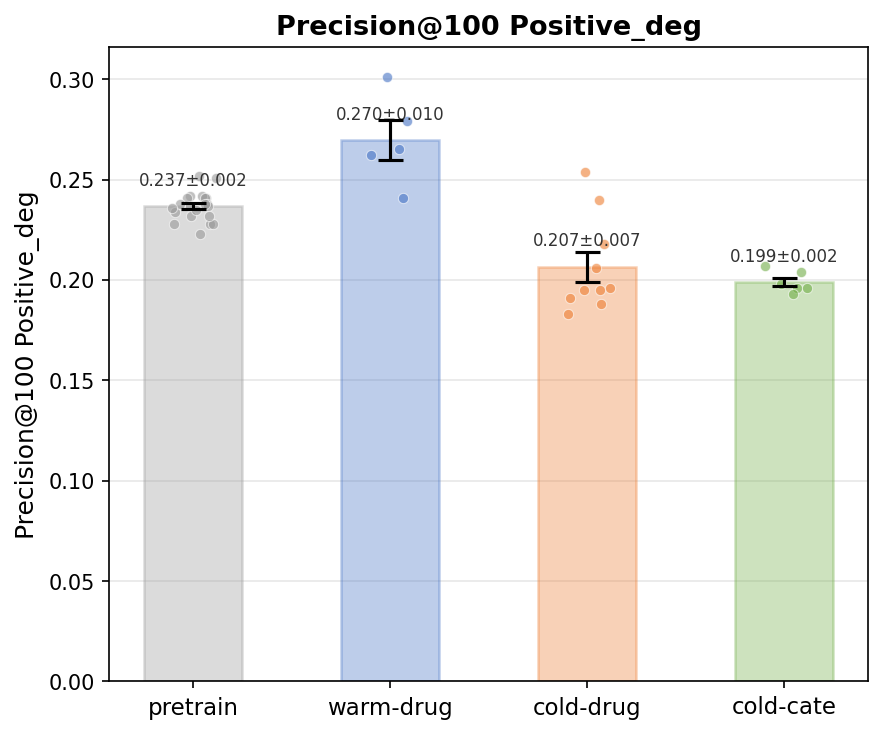 Precision@100 Positive_deg
Precision@100 Positive_deg
0.30
0.25
0.20
0.15
0.10
0.05
0.00
0.237±0.002
0.270±0.010
0.207±0.007
0.199±0.002
pretrain
warm-drug
cold-drug
cold-cate